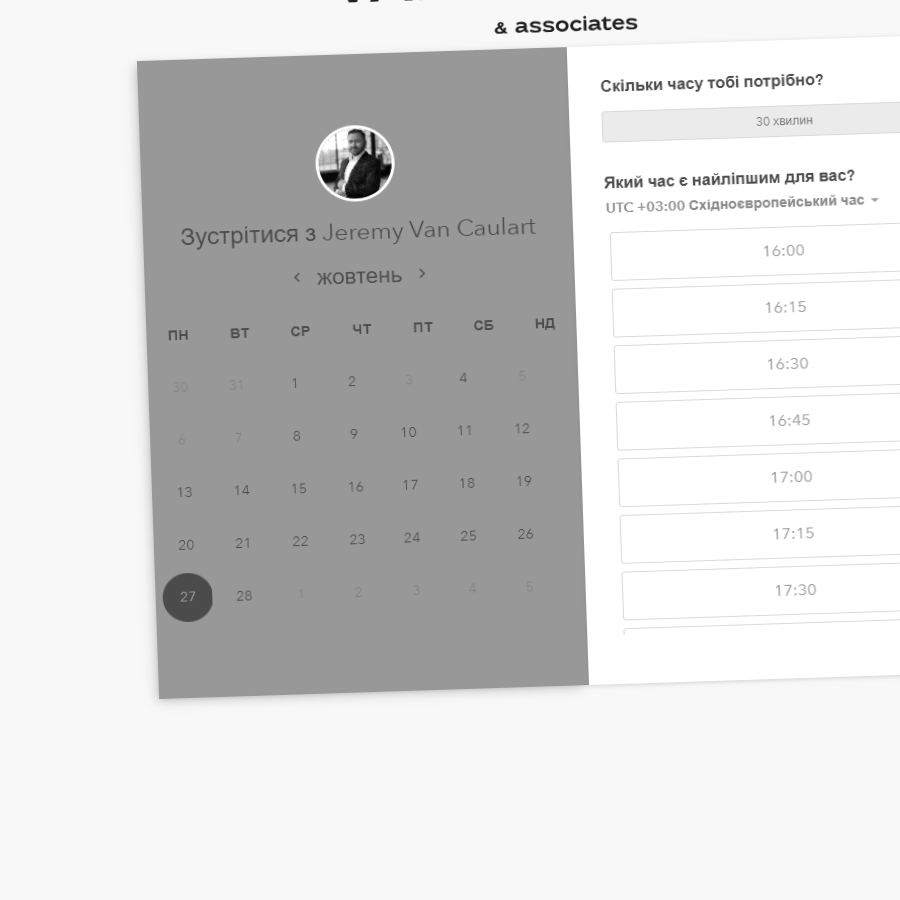 & associates
Зустрітися з Jeremy Van Caulart
< жовтень >
ПН ВТ СР ЧТ ПТ СБ НД
30 31 1 2 3 4 5
6 7 8 9 10 11 12
13 14 15 16 17 18 19
20 21 22 23 24 25 26
27 28 1 2 3 4 5
Скільки часу тобі потрібно?
30 хвилин
Який час є найліпшим для вас?
UTC +03:00 Східноєвропейський час
16:00
16:15
16:30
16:45
17:00
17:15
17:30